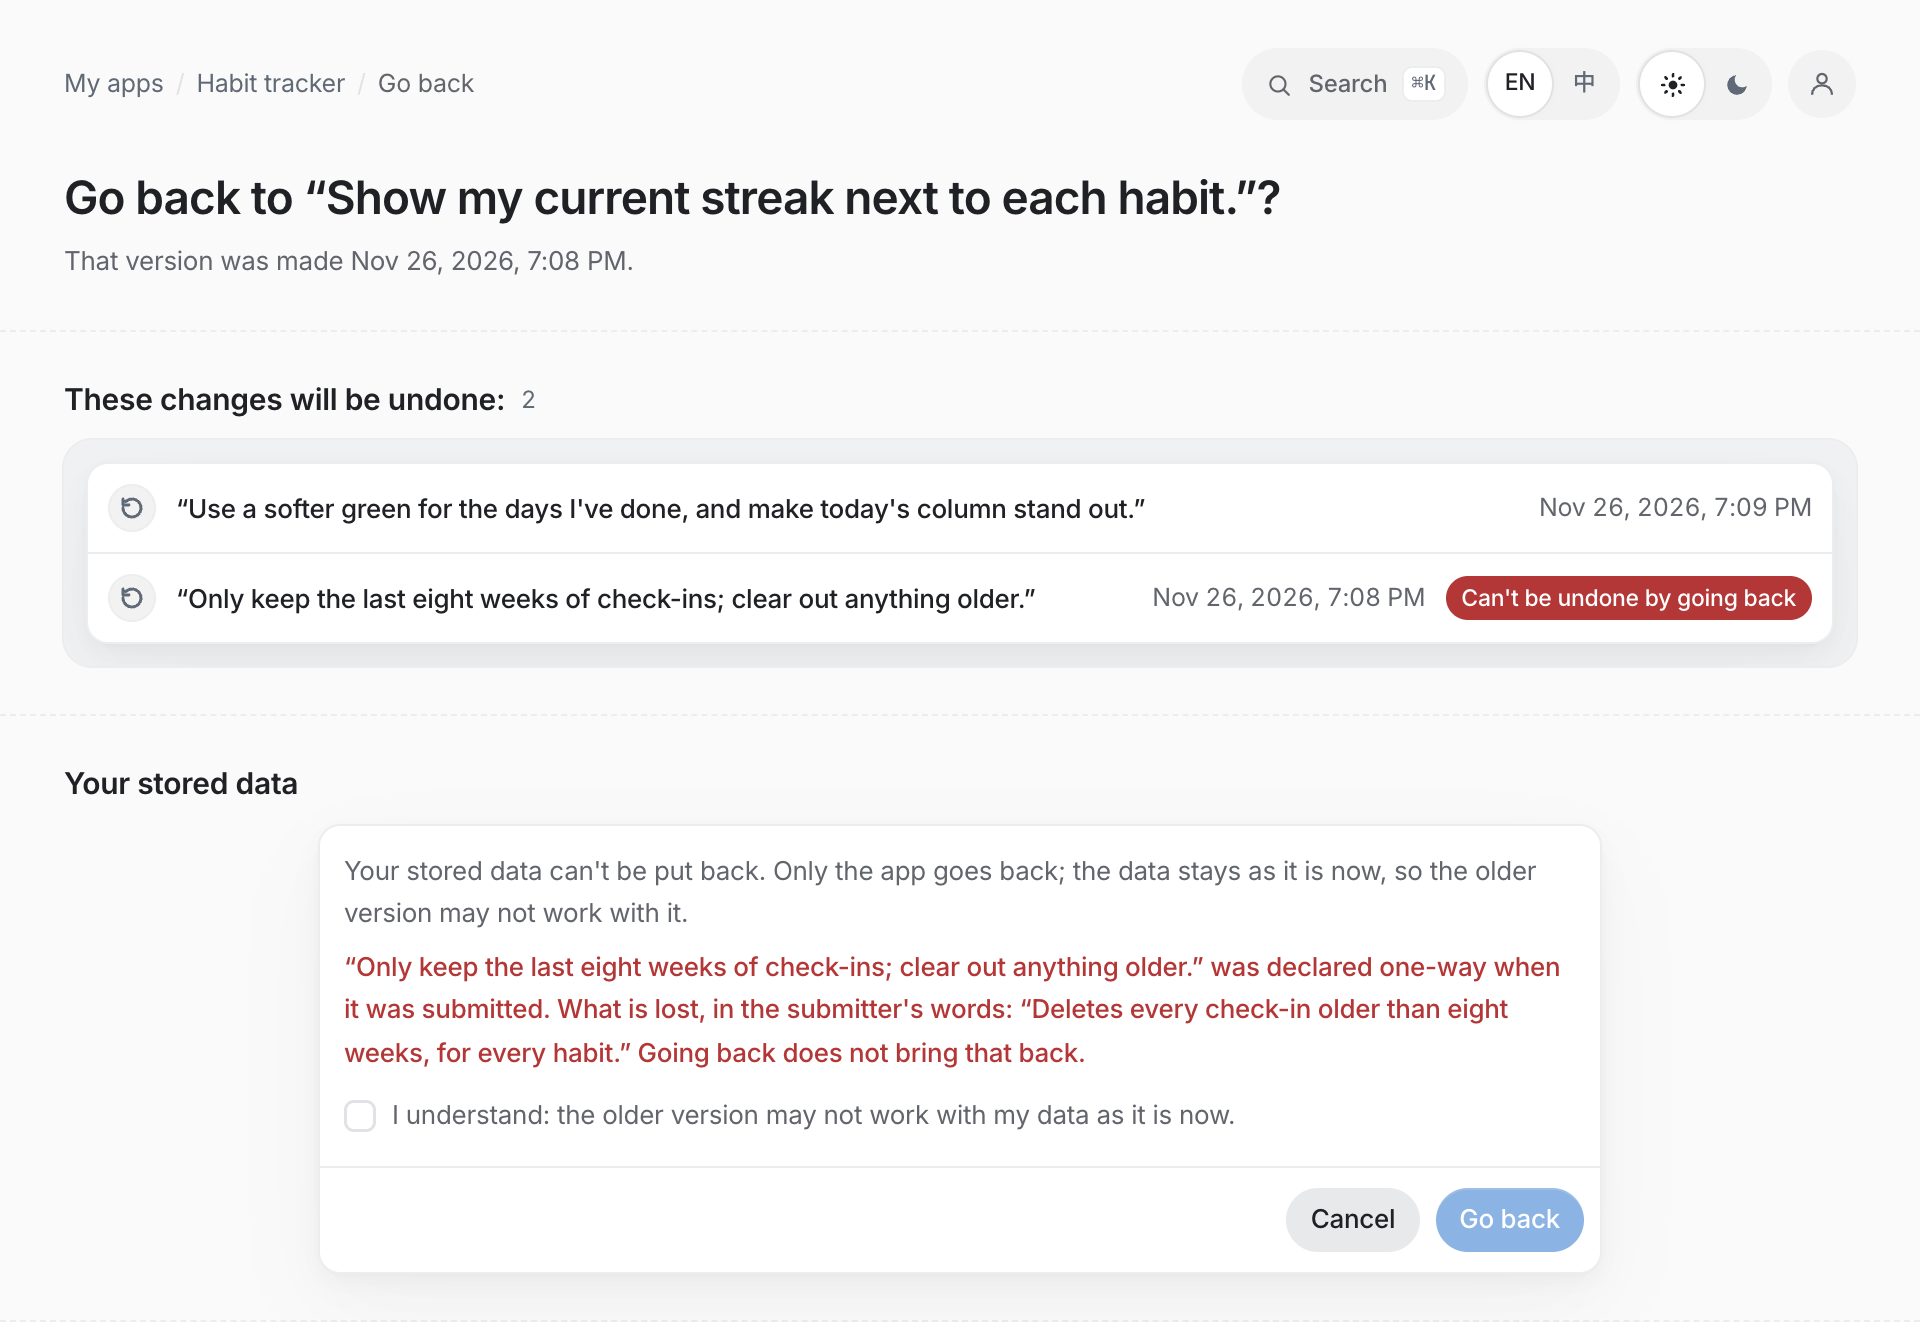 My apps / Habit tracker / Go back
Search ⌘K EN 中
Go back to “Show my current streak next to each habit.”?
That version was made Nov 26, 2026, 7:08 PM.
These changes will be undone: 2
“Use a softer green for the days I've done, and make today's column stand out.” Nov 26, 2026, 7:09 PM
“Only keep the last eight weeks of check-ins; clear out anything older.” Nov 26, 2026, 7:08 PM Can't be undone by going back
Your stored data
Your stored data can't be put back. Only the app goes back; the data stays as it is now, so the older
version may not work with it.
“Only keep the last eight weeks of check-ins; clear out anything older.” was declared one-way when
it was submitted. What is lost, in the submitter's words: “Deletes every check-in older than eight
weeks, for every habit.” Going back does not bring that back.
I understand: the older version may not work with my data as it is now.
Cancel Go back